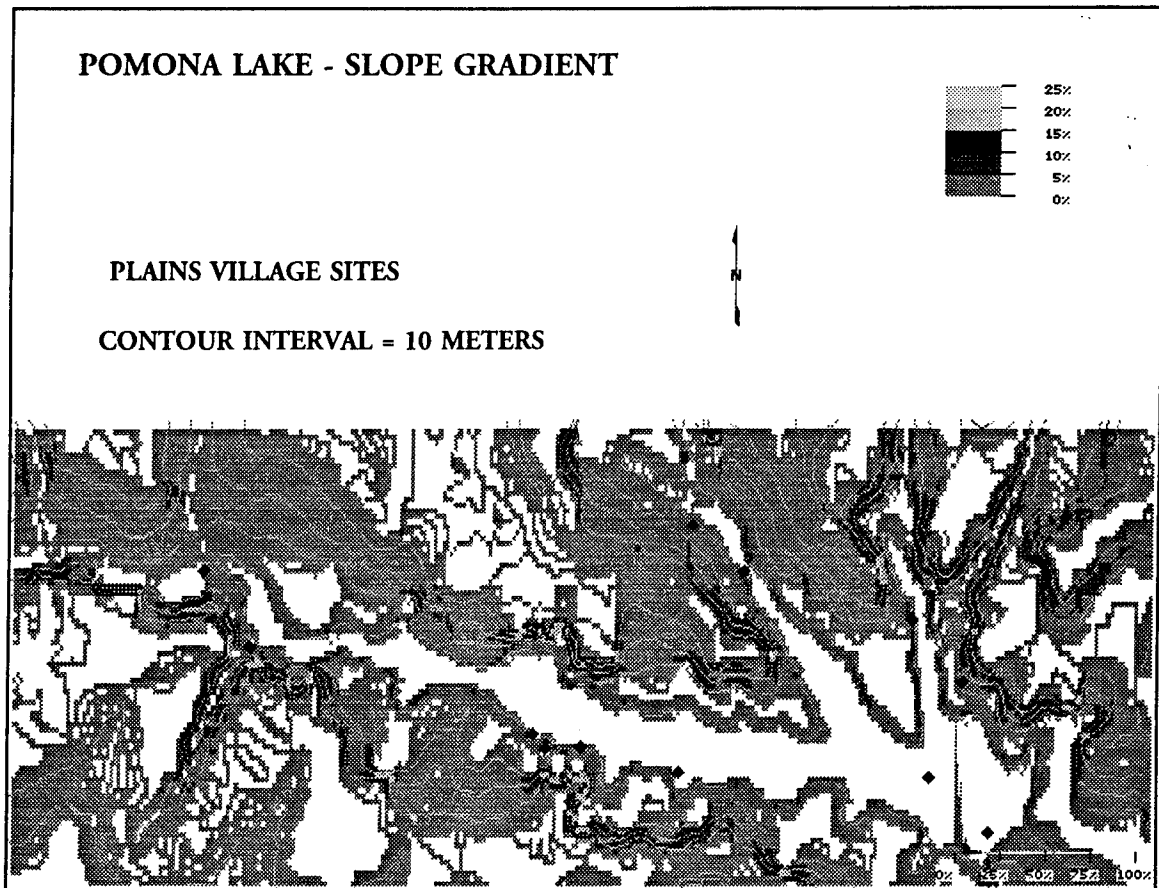 POMONA LAKE - SLOPE GRADIENT
25%
20%
15%
10%
5%
0%
N
PLAINS VILLAGE SITES
CONTOUR INTERVAL = 10 METERS
0% 25% 50% 75% 100%